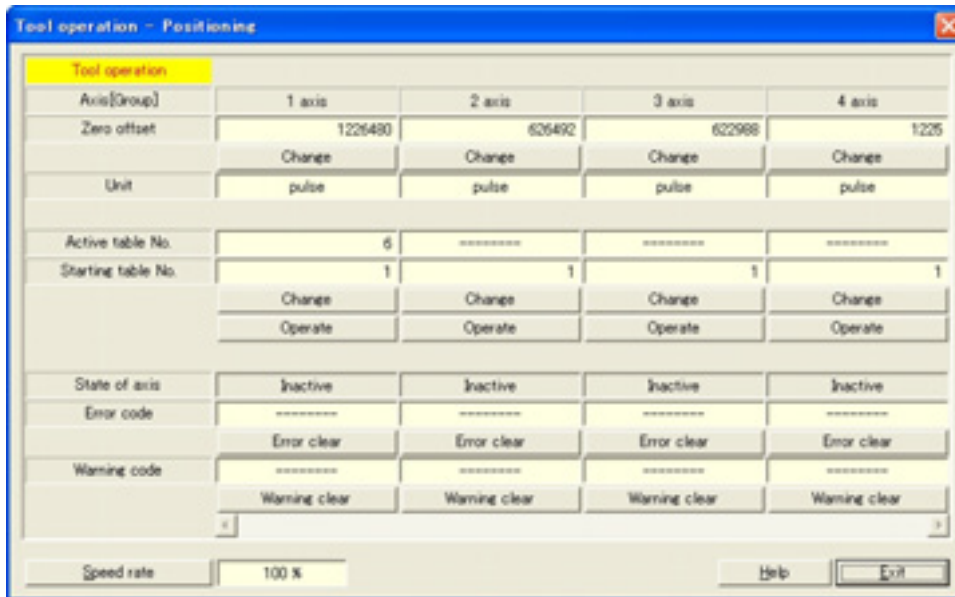 Tool operation - Positioning
Tool operation
Axis[Group] 1 axis 2 axis 3 axis 4 axis
Zero offset 1226480 626492 622988 1225
Change Change Change Change
Unit pulse pulse pulse pulse
Active table No. 6 -------- -------- --------
Starting table No. 1 1 1 1
Change Change Change Change
Operate Operate Operate Operate
State of axis Inactive Inactive Inactive Inactive
Error code -------- -------- -------- --------
Error clear Error clear Error clear Error clear
Warning code -------- -------- -------- --------
Warning clear Warning clear Warning clear Warning clear
Speed rate 100 % Help Exit